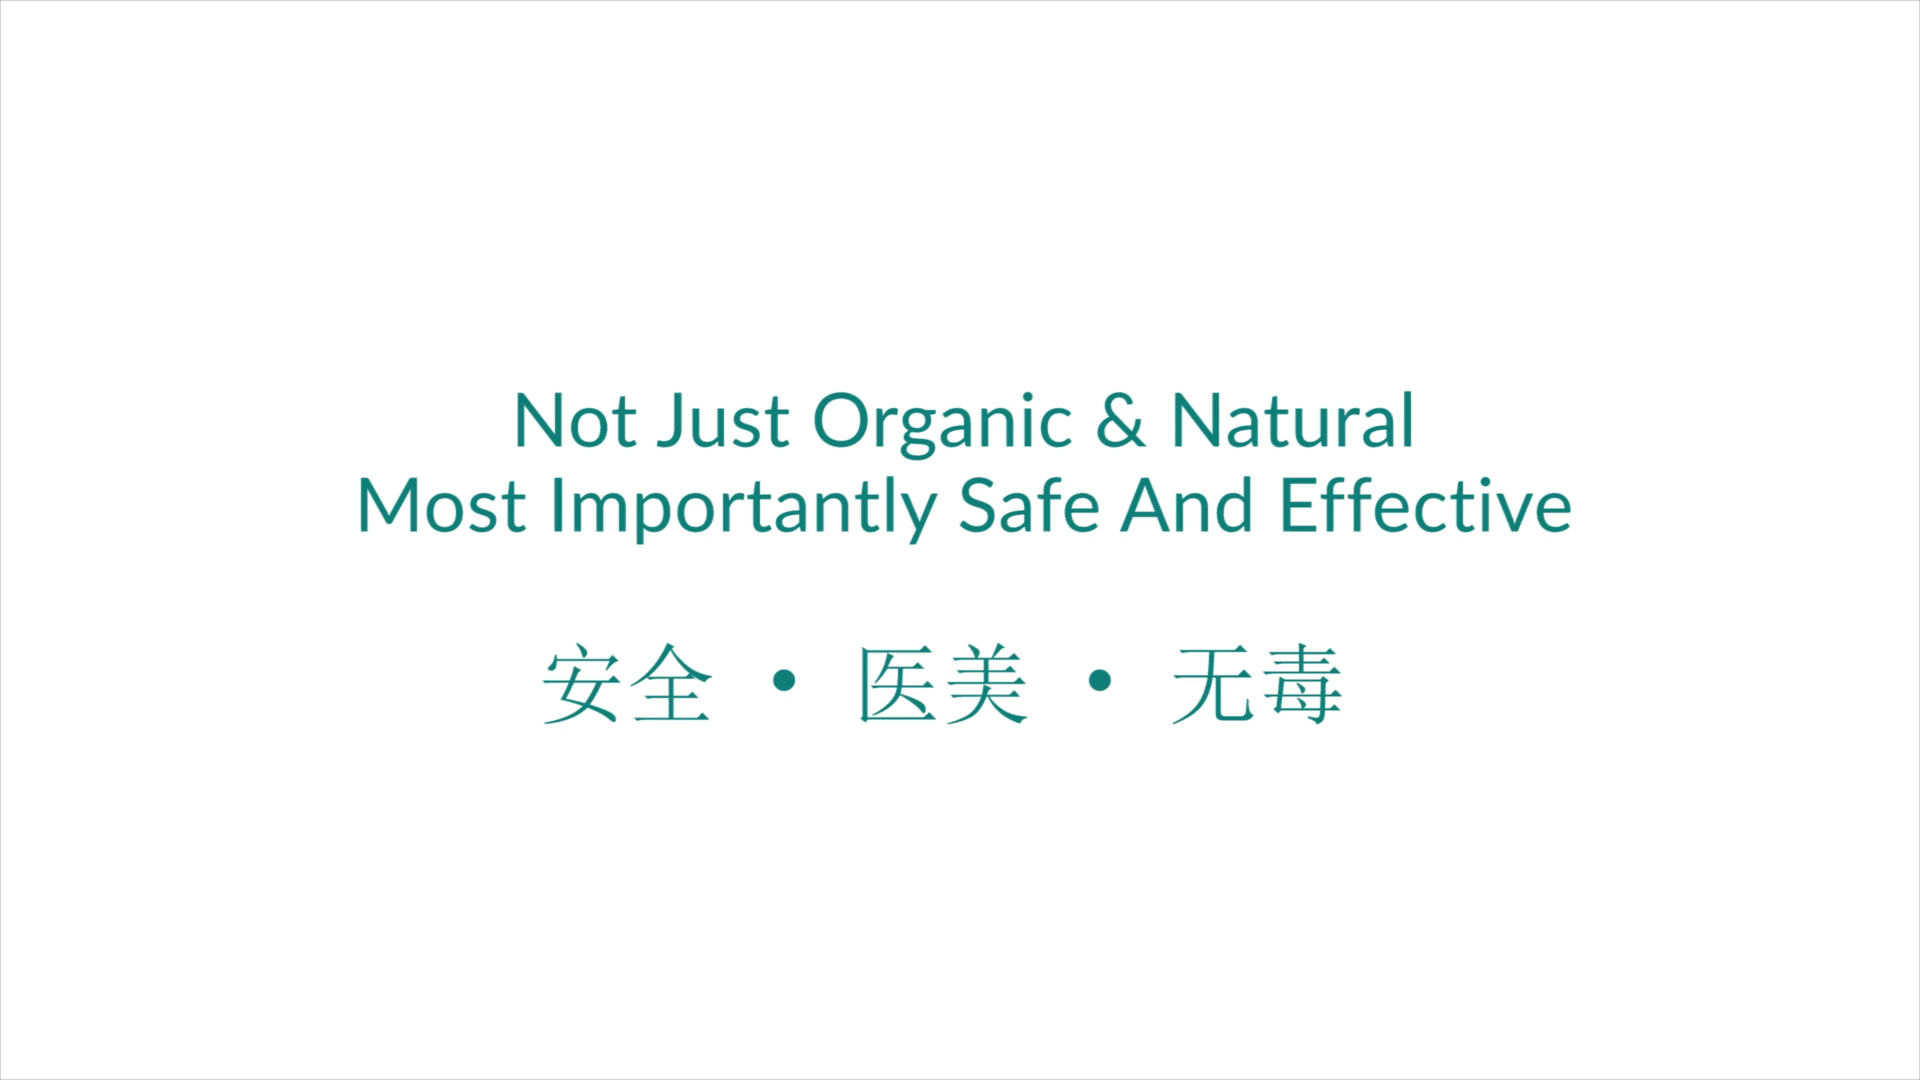 Not Just Organic & Natural
Most Importantly Safe And Effective
安全 • 医美 • 无毒